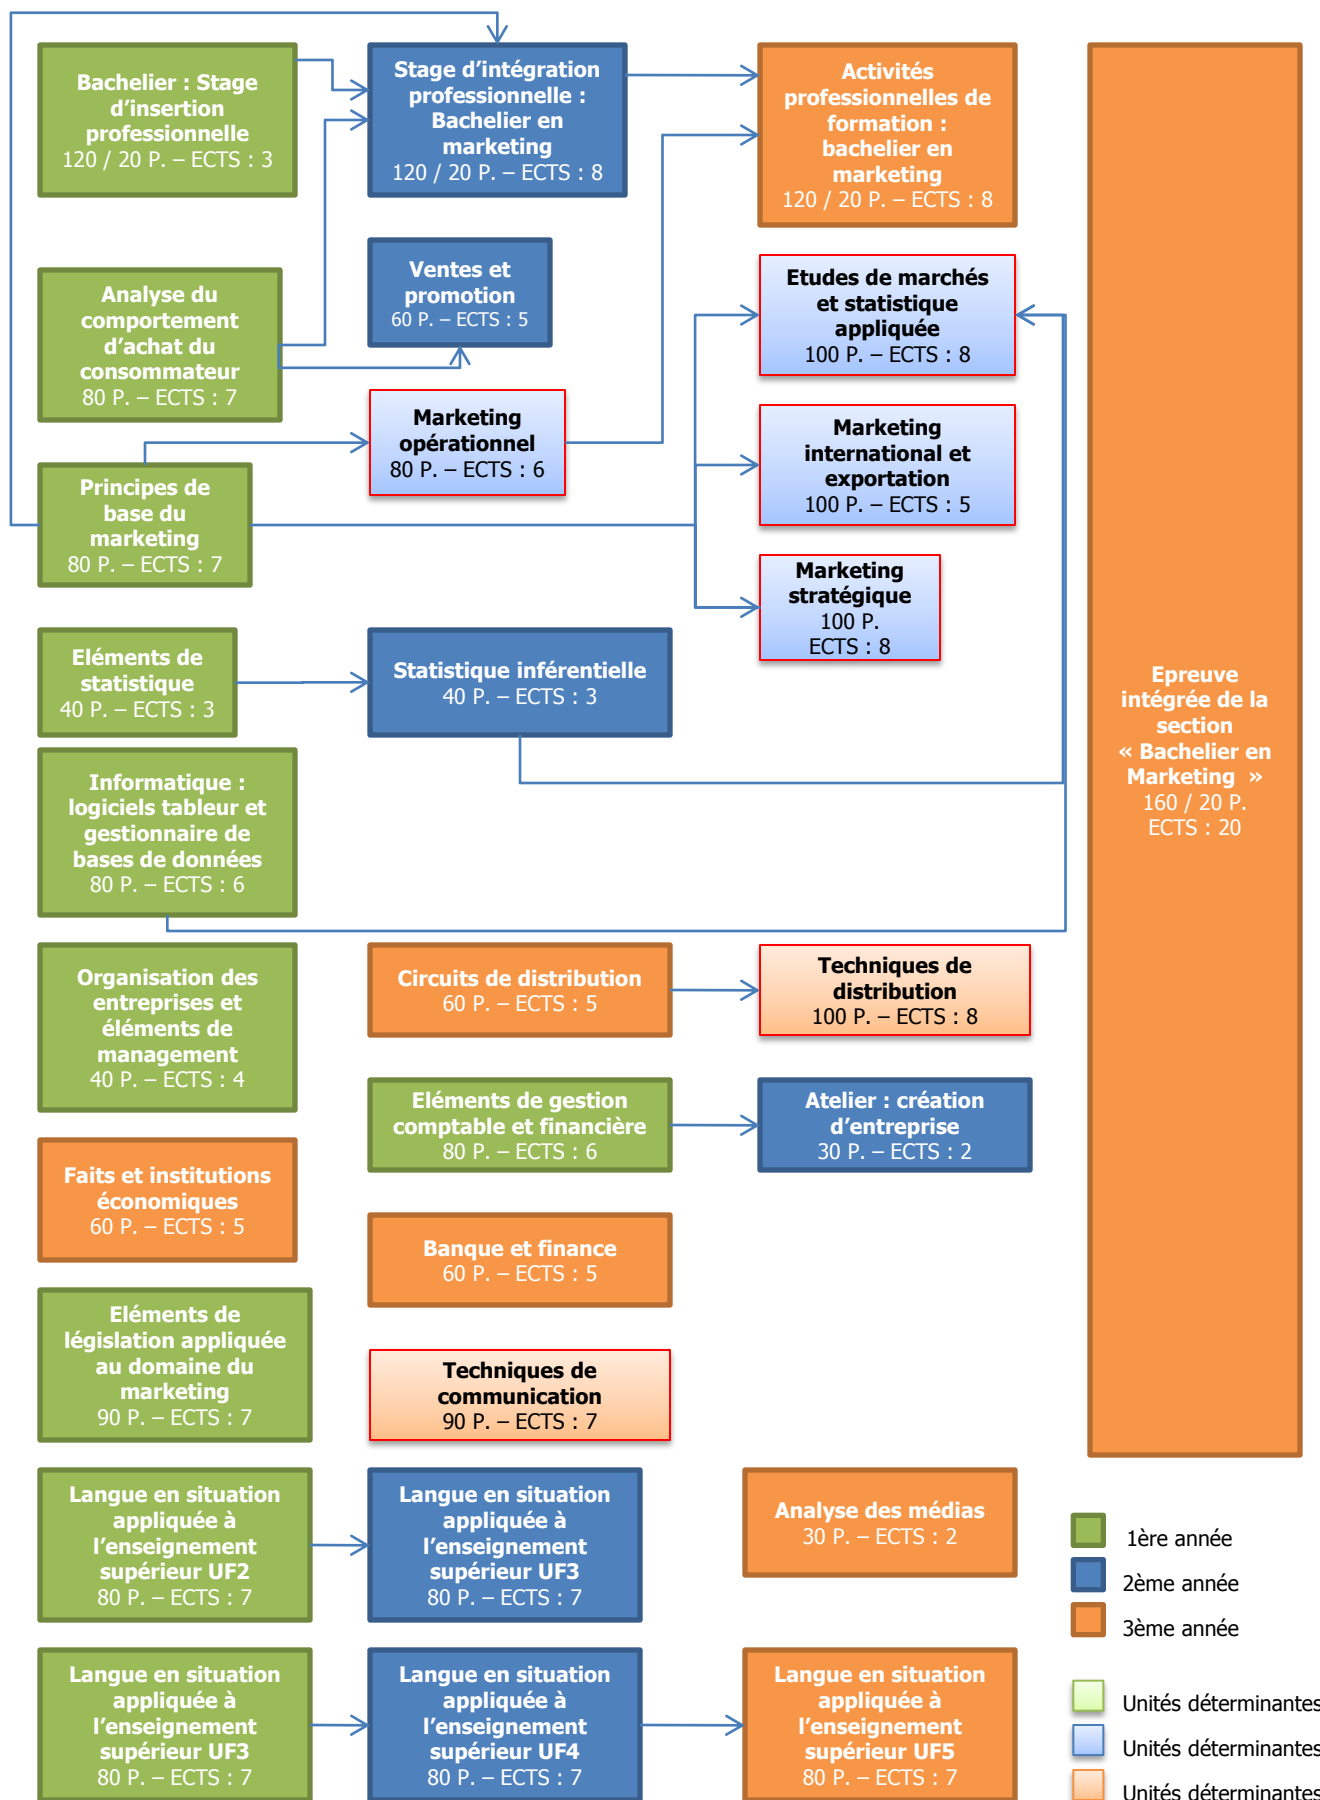 Bachelier : Stage
d’insertion
professionnelle
120 / 20 P. – ECTS : 3
Stage d’intégration
professionnelle :
Bachelier en
marketing
120 / 20 P. – ECTS : 8
Activités
professionnelles de
formation :
bachelier en
marketing
120 / 20 P. – ECTS : 8
Analyse du
comportement
d’achat du
consommateur
80 P. – ECTS : 7
Ventes et
promotion
60 P. – ECTS : 5
Etudes de marchés
et statistique
appliquée
100 P. – ECTS : 8
Marketing
opérationnel
80 P. – ECTS : 6
Marketing
international et
exportation
100 P. – ECTS : 5
Principes de
base du
marketing
80 P. – ECTS : 7
Marketing
stratégique
100 P.
ECTS : 8
Eléments de
statistique
40 P. – ECTS : 3
Statistique inférentielle
40 P. – ECTS : 3
Epreuve
intégrée de la
section
« Bachelier en
Marketing  »
160 / 20 P.
ECTS : 20
Informatique :
logiciels tableur et
gestionnaire de
bases de données
80 P. – ECTS : 6
Organisation des
entreprises et
éléments de
management
40 P. – ECTS : 4
Circuits de distribution
60 P. – ECTS : 5
Techniques de
distribution
100 P. – ECTS : 8
Eléments de gestion
comptable et financière
80 P. – ECTS : 6
Atelier : création
d’entreprise
30 P. – ECTS : 2
Faits et institutions
économiques
60 P. – ECTS : 5
Banque et finance
60 P. – ECTS : 5
Eléments de
législation appliquée
au domaine du
marketing
90 P. – ECTS : 7
Techniques de
communication
90 P. – ECTS : 7
Langue en situation
appliquée à
l’enseignement
supérieur UF2
80 P. – ECTS : 7
Langue en situation
appliquée à
l’enseignement
supérieur UF3
80 P. – ECTS : 7
Analyse des médias
30 P. – ECTS : 2
Langue en situation
appliquée à
l’enseignement
supérieur UF3
80 P. – ECTS : 7
Langue en situation
appliquée à
l’enseignement
supérieur UF4
80 P. – ECTS : 7
Langue en situation
appliquée à
l’enseignement
supérieur UF5
80 P. – ECTS : 7
1ère année
2ème année
3ème année
Unités déterminantes
Unités déterminantes
Unités déterminantes